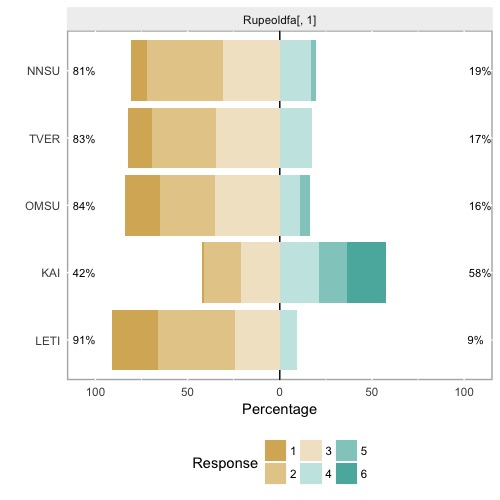 Rupeoldfa[, 1]
NNSU 81% 19%
TVER 83% 17%
OMSU 84% 16%
KAI 42% 58%
LETI 91% 9%
100 50 0 50 100
Percentage
Response 1 3 5
2 4 6